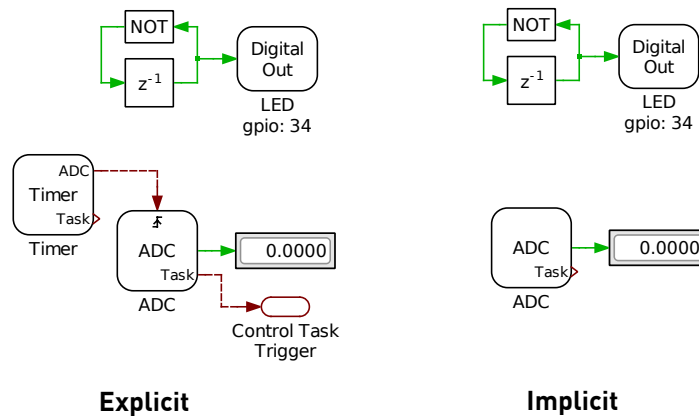 NOT
z-1
Digital
Out
LED
gpio: 34
ADC
Timer
Task
Timer
ADC
Task
ADC
0.0000
Control Task
Trigger
Explicit
NOT
z-1
Digital
Out
LED
gpio: 34
ADC
Task
ADC
0.0000
Implicit